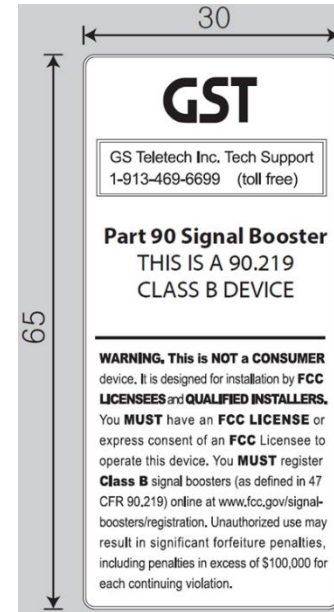 30
65
GST
GS Teletech Inc. Tech Support
1-913-469-6699 (toll free)
Part 90 Signal Booster
THIS IS A 90.219
CLASS B DEVICE
WARNING. This is NOT a CONSUMER
device. It is designed for installation by FCC
LICENSEES and QUALIFIED INSTALLERS.
You MUST have an FCC LICENSE or
express consent of an FCC Licensee to
operate this device. You MUST register
Class B signal boosters (as defined in 47
CFR 90.219) online at www.fcc.gov/signal-
boosters/registration. Unauthorized use may
result in significant forfeiture penalties,
including penalties in excess of $100,000 for
each continuing violation.